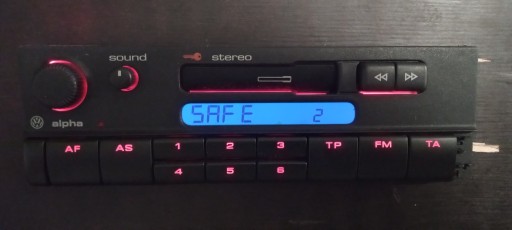 sound stereo
SAFE 2
alpha
AF AS 1 2 3 TP FM TA
4 5 6